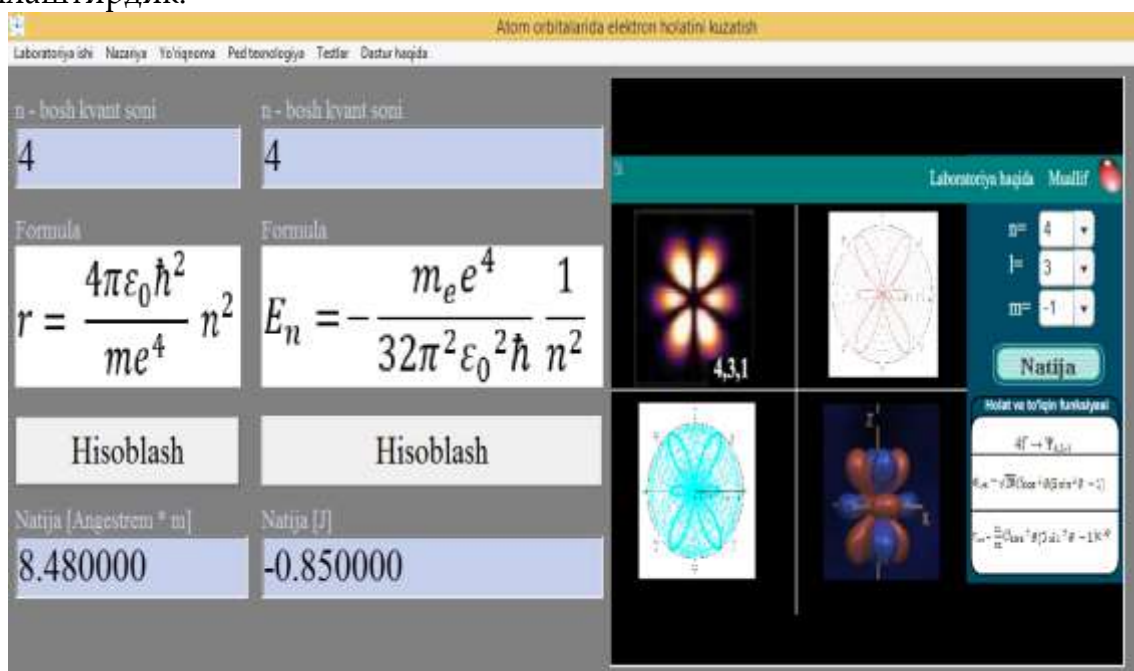 Atom orbitalarida elektron holatini kuzatish
Laboratoriya ishi Nazariya Yo'riqnoma Ped texnologiya Testlar Dastur haqida
n - bosh kvant soni
4
Formula
r = 4πε₀ħ² / me⁴ n²
Hisoblash
Natija [Angestrem * m]
8.480000
n - bosh kvant soni
4
Formula
Eₙ = - mₑe⁴ / 32π²ε₀²ħ 1 / n²
Hisoblash
Natija [J]
-0.850000
Laboratoriya haqida Muallif
4,3,1
Z
X
n= 4
l= 3
m= -1
Natija
Holat va to'lqin funksiyasi